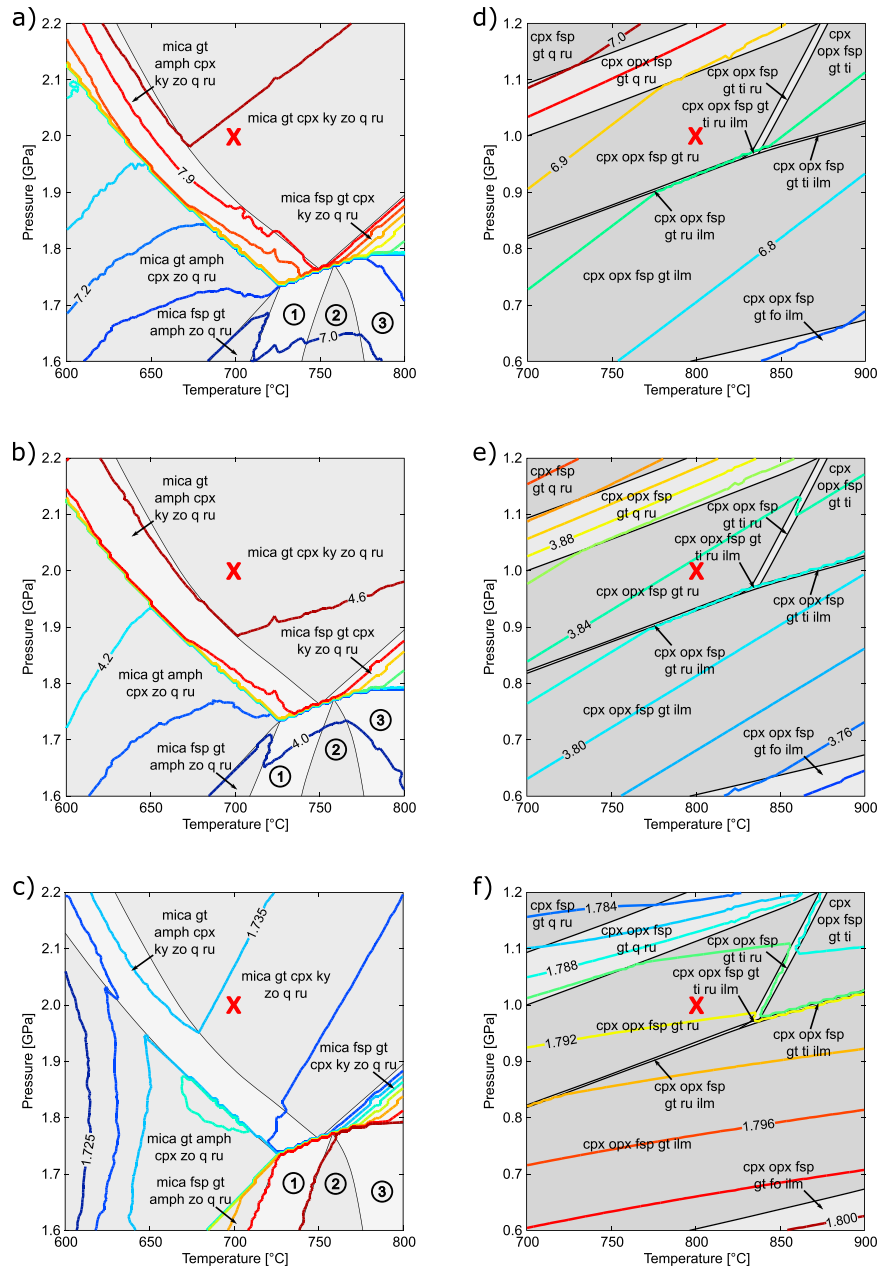 a)
2.2
2.1
2.0
1.9
1.8
1.7
1.6
Pressure [GPa]
600
650
700
750
800
Temperature [°C]
mica gt
amph cpx
ky zo q ru
mica gt cpx ky zo q ru
7.9
mica fsp gt cpx
ky zo q ru
mica gt amph
cpx zo q ru
7.2
mica fsp gt
amph zo q ru
1
2
3
7.0
d)
1.2
1.1
1.0
0.9
0.8
0.7
0.6
Pressure [GPa]
700
750
800
850
900
Temperature [°C]
cpx fsp
gt q ru
7.0
cpx opx fsp
gt q ru
cpx
opx fsp
gt ti
cpx opx fsp
gt ti ru
cpx opx fsp gt
ti ru ilm
X
cpx opx fsp gt ru
6.9
cpx opx fsp
gt ti ilm
cpx opx fsp
gt ru ilm
cpx opx fsp gt ilm
6.8
cpx opx fsp
gt fo ilm
b)
2.2
2.1
2.0
1.9
1.8
1.7
1.6
Pressure [GPa]
600
650
700
750
800
Temperature [°C]
mica gt
amph cpx
ky zo q ru
mica gt cpx ky zo q ru
X
4.6
mica fsp gt cpx
ky zo q ru
4.2
mica gt amph
cpx zo q ru
mica fsp gt
amph zo q ru
4.0
1
2
3
e)
1.2
1.1
1.0
0.9
0.8
0.7
0.6
Pressure [GPa]
700
750
800
850
900
Temperature [°C]
cpx fsp
gt q ru
cpx opx fsp
gt q ru
3.88
cpx
opx fsp
gt ti
cpx opx fsp
gt ti ru
cpx opx fsp gt
ti ru ilm
X
cpx opx fsp gt ru
3.84
cpx opx fsp
gt ti ilm
cpx opx fsp
gt ru ilm
cpx opx fsp gt ilm
3.80
cpx opx fsp
gt fo ilm
3.76
c)
2.2
2.1
2.0
1.9
1.8
1.7
1.6
Pressure [GPa]
600
650
700
750
800
Temperature [°C]
mica gt
amph cpx
ky zo q ru
1.735
mica gt cpx ky
zo q ru
X
mica fsp gt
cpx ky zo q ru
mica gt amph
cpx zo q ru
1.725
mica fsp gt
amph zo q ru
1
2
3
f)
1.2
1.1
1.0
0.9
0.8
0.7
0.6
Pressure [GPa]
700
750
800
850
900
Temperature [°C]
cpx fsp
gt q ru
1.784
cpx opx fsp
gt q ru
1.788
cpx
opx fsp
gt ti
cpx opx fsp
gt ti ru
cpx opx fsp gt
ti ru ilm
X
cpx opx fsp gt ru
1.792
cpx opx fsp
gt ti ilm
cpx opx fsp
gt ru ilm
cpx opx fsp gt ilm
1.796
cpx opx fsp
gt fo ilm
1.800